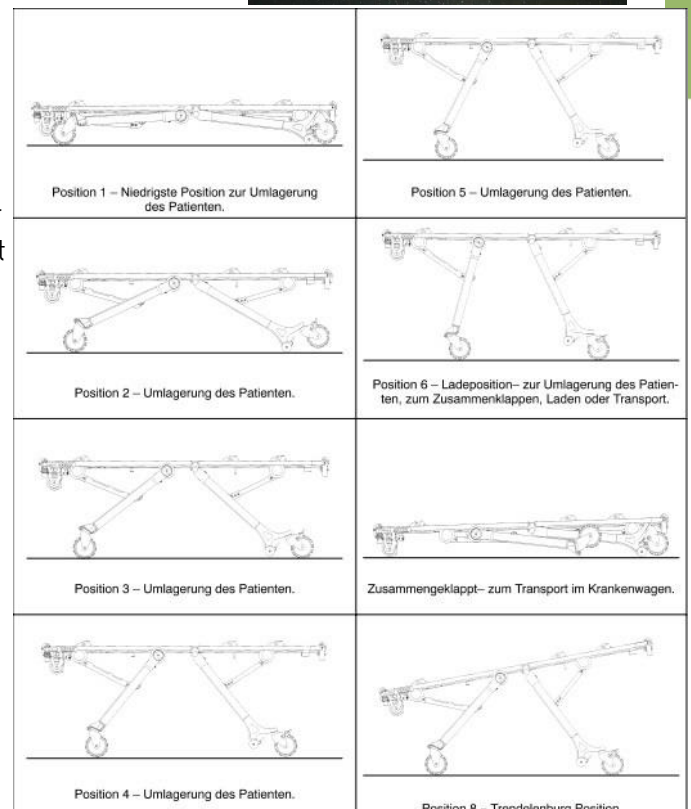 Position 1 – Niedrigste Position zur Umlagerung
des Patienten.
Position 2 – Umlagerung des Patienten.
Position 3 – Umlagerung des Patienten.
Position 4 – Umlagerung des Patienten.
Position 5 – Umlagerung des Patienten.
Position 6 – Ladeposition– zur Umlagerung des Patien-
ten, zum Zusammenklappen, Laden oder Transport.
Zusammengeklappt– zum Transport im Krankenwagen.
Position 8 – Trendelenburg Position